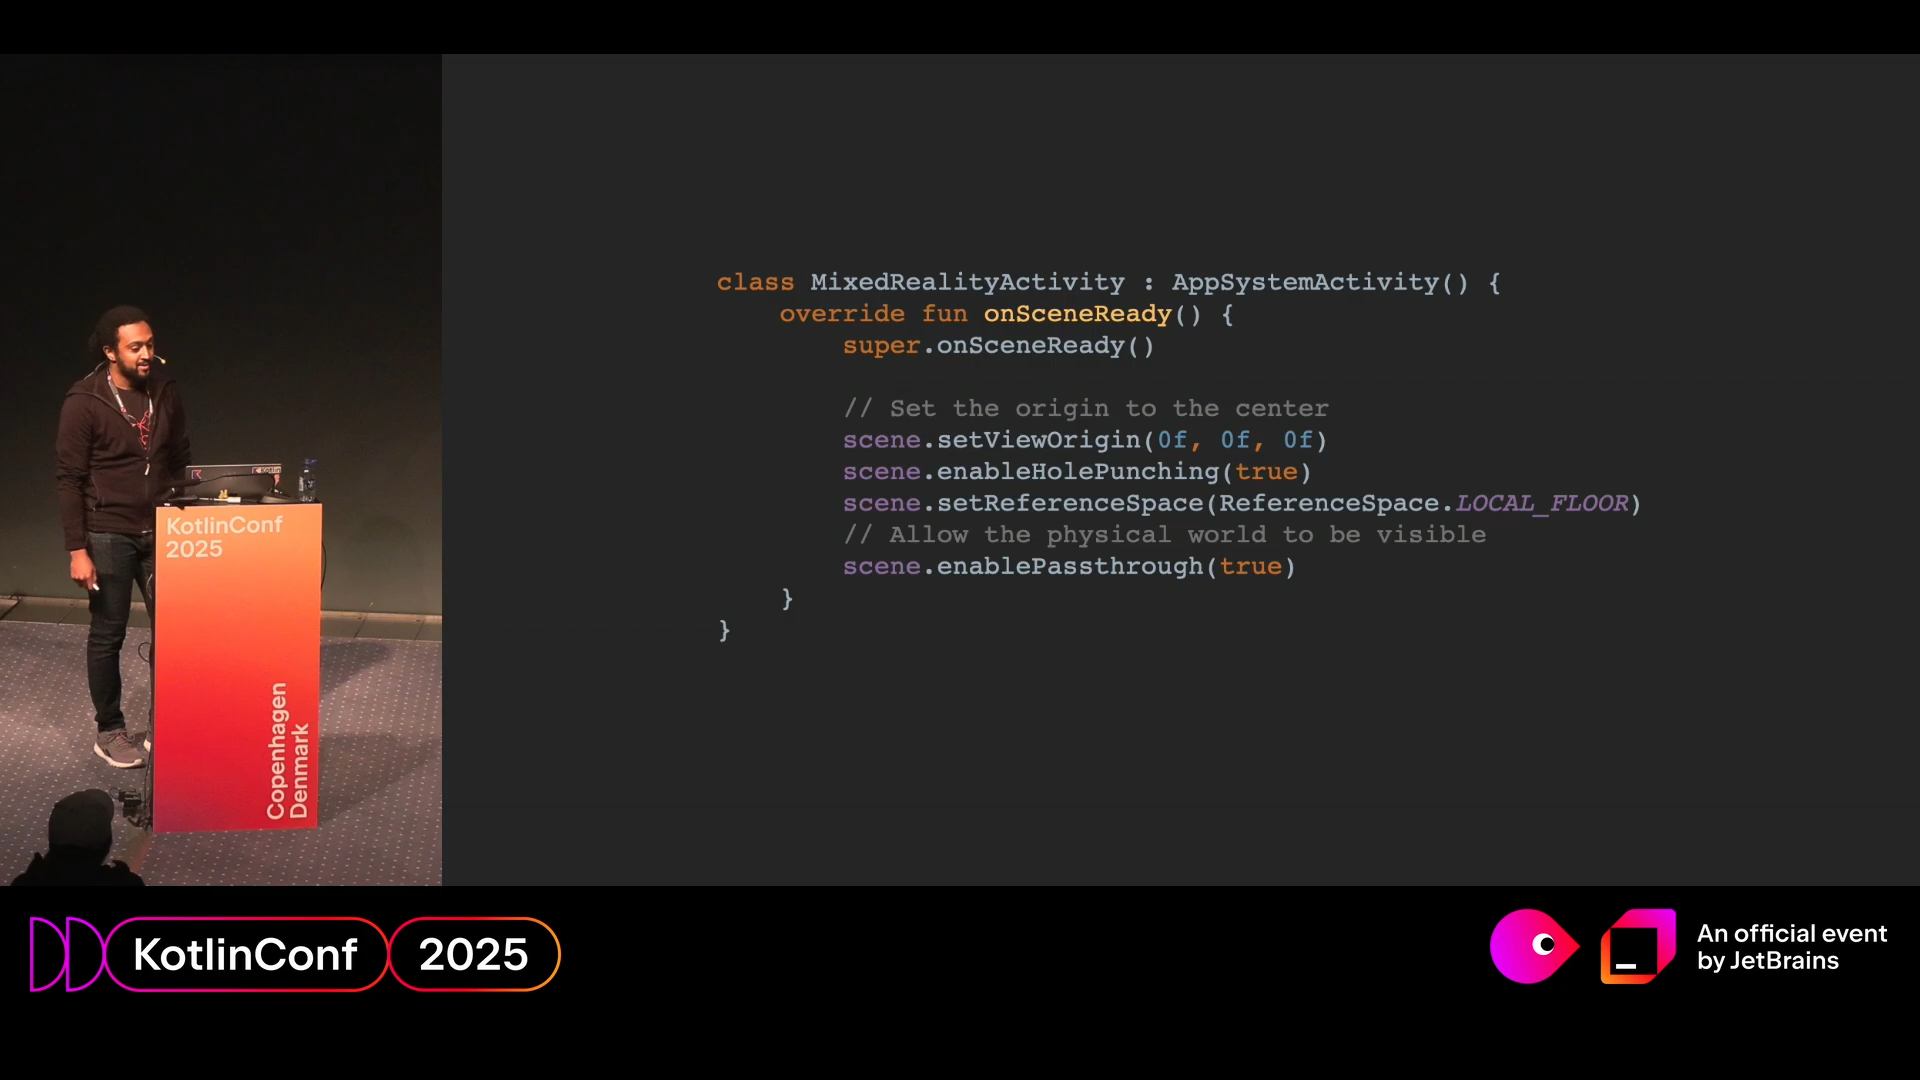 class MixedRealityActivity : AppSystemActivity() {
override fun onSceneReady() {
super.onSceneReady()
// Set the origin to the center
scene.setViewOrigin(0f, 0f, 0f)
scene.enableHolePunching(true)
scene.setReferenceSpace(ReferenceSpace.LOCAL_FLOOR)
// Allow the physical world to be visible
scene.enablePassthrough(true)
}
}
KotlinConf
2025
Copenhagen
Denmark
KotlinConf 2025
An official event
by JetBrains